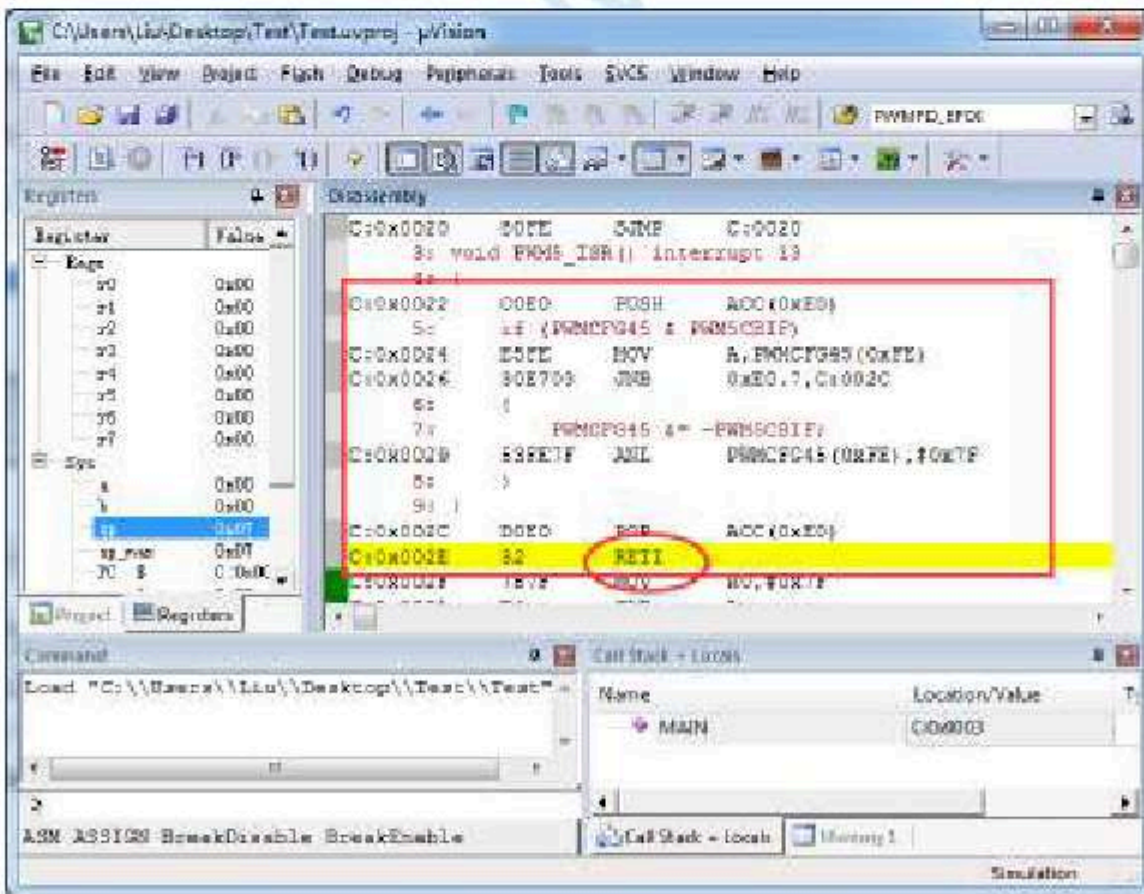 C:\Users\Liu\Desktop\Test\Test.uvproj - µVision
File Edit View Project Flash Debug Peripherals Tools SVCS Window Help
Registers
Disassembly
Register Value
Regs
r0 0x00
r1 0x00
r2 0x00
r3 0x00
r4 0x00
r5 0x00
r6 0x00
r7 0x00
Sys
a 0x00
b 0x00
sp 0x07
0x07
PC $
Project Registers
C:0x0020 80FE SJMP C:0020
3: void PWM5_ISR() interrupt 13
4: {
C:0x0022 C0E0 PUSH ACC(0xE0)
5: if (PWMCFG45 & PWM5CBIF)
C:0x0024 E5FE MOV A,PWMCFG45(0xFE)
C:0x0026 30E703 JNB 0xE0.7,C:002C
6: {
7: PWMCFG45 &= ~PWM5CBIF;
C:0x0029 53FE7F ANL PWMCFG45(0xFE),#0x7F
8: }
9: }
C:0x002C D0E0 POP ACC(0xE0)
C:0x002E 32 RETI
C:0x002F 787F MOV R0,#0x7F
Command
Load "C:\\Users\\Liu\\Desktop\\Test\\Test"
>
ASM ASSIGN BreakDisable BreakEnable
Call Stack + Locals
Name Location/Value
MAIN C:0x0003
Call Stack + Locals Memory 1
Simulation